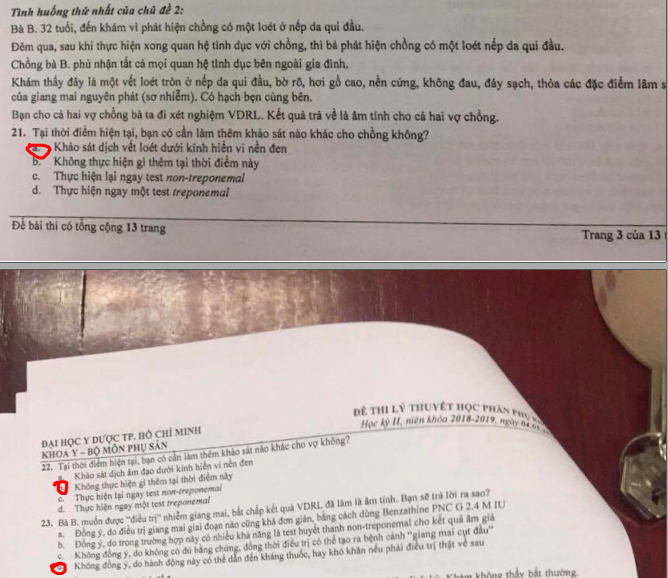 Tình huống thứ nhất của chủ đề 2:
Bà B. 32 tuổi, đến khám vì phát hiện chồng có một loét ở nếp da qui đầu.
Đêm qua, sau khi thực hiện xong quan hệ tình dục với chồng, thì bà phát hiện chồng có một loét nếp da qui đầu.
Chồng bà B. phủ nhận tất cả mọi quan hệ tình dục bên ngoài gia đình.
Khám thấy đây là một vết loét tròn ở nếp da qui đầu, bờ rõ, hơi gồ cao, nền cứng, không đau, đáy sạch, thỏa các đặc điểm lâm s
của giang mai nguyên phát (sơ nhiễm). Có hạch bẹn cùng bên.
Bạn cho cả hai vợ chồng bà ta đi xét nghiệm VDRL. Kết quả trả về là âm tính cho cả hai vợ chồng.
21. Tại thời điểm hiện tại, bạn có cần làm thêm khảo sát nào khác cho chồng không?
a. Khảo sát dịch vết loét dưới kính hiển vi nền đen
b. Không thực hiện gì thêm tại thời điểm này
c. Thực hiện lại ngay test non-treponemal
d. Thực hiện ngay một test treponemal
Đề bài thi có tổng cộng 13 trang
Trang 3 của 13
ĐẠI HỌC Y DƯỢC TP. HỒ CHÍ MINH
KHOA Y – BỘ MÔN PHỤ SẢN
ĐỀ THI LÝ THUYẾT HỌC PHẦN PHỤ
Học kỳ II, niên khóa 2018-2019, ngày 04.03
22. Tại thời điểm hiện tại, bạn có cần làm thêm khảo sát nào khác cho vợ không?
Khảo sát dịch âm đạo dưới kính hiển vi nền đen
Không thực hiện gì thêm tại thời điểm này
c. Thực hiện lại ngay test non-treponemal
d. Thực hiện ngay một test treponemal
23. Bà B. muốn được "điều trị" nhiễm giang mai, bất chấp kết quả VDRL đã làm là âm tính. Bạn sẽ trả lời ra sao?
a. Đồng ý, do điều trị giang mai giai đoạn nào cũng khá đơn giản, bằng cách dùng Benzathine PNC G 2.4 M IU
b. Đồng ý, do trong trường hợp này có nhiều khả năng là test huyết thanh non-treponemal cho kết quả âm giả
c. Không đồng ý, do không có đủ bằng chứng, đồng thời điều trị có thể tạo ra bệnh cảnh "giang mai cụt đầu"
Không đồng ý, do hành động này có thể dẫn đến kháng thuốc, hay khó khăn nếu phải điều trị thật về sau
Khám không thấy bất thường.